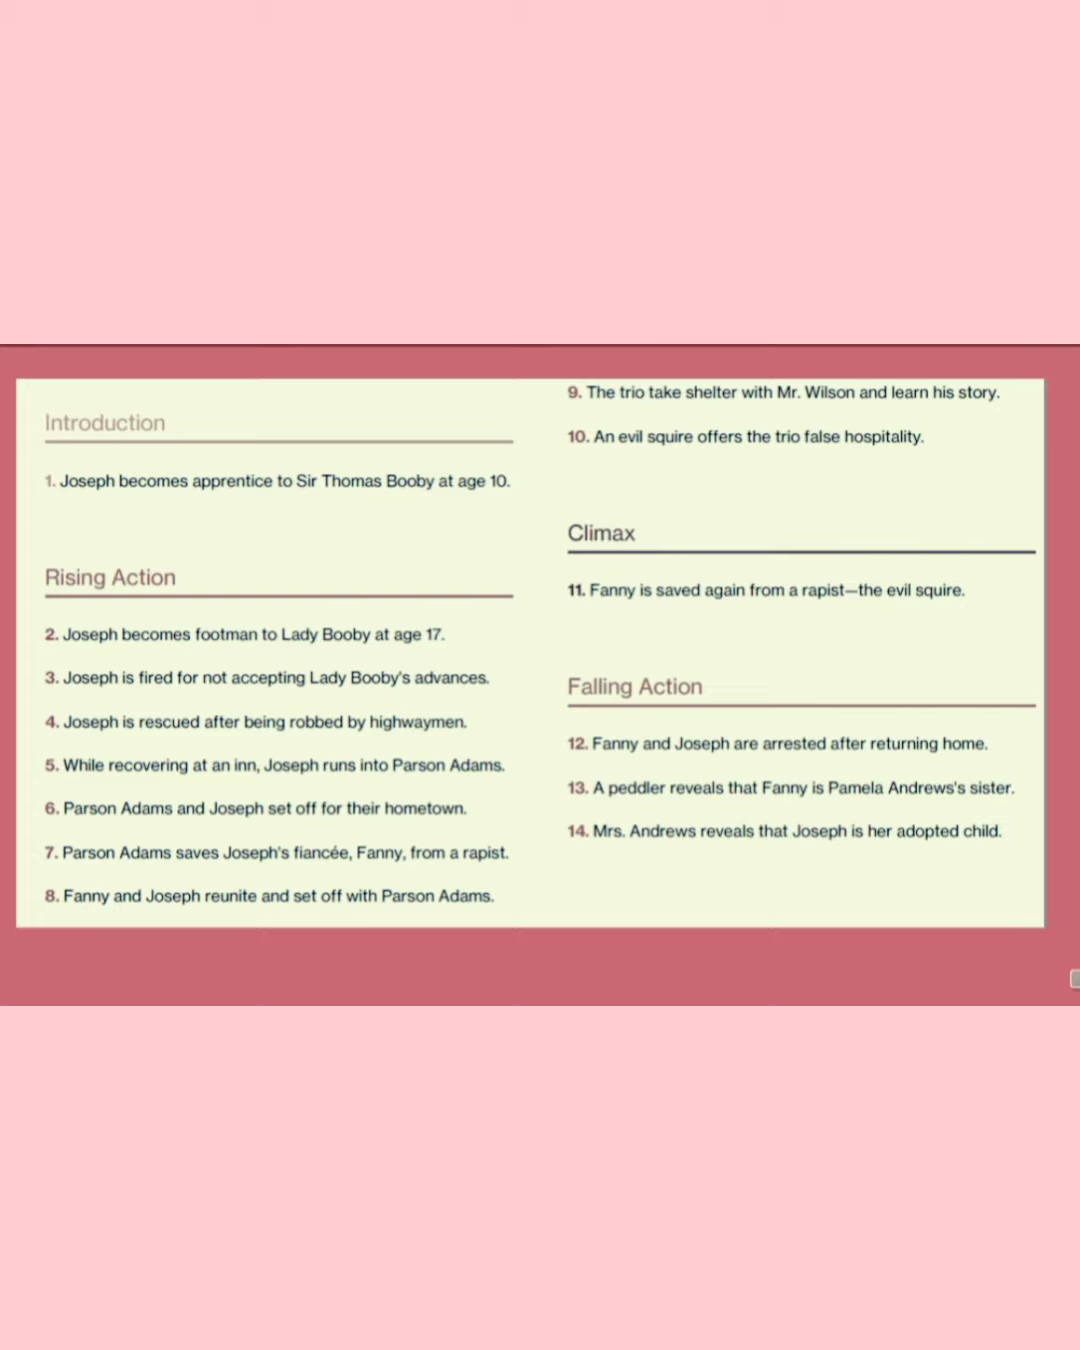 Introduction
1. Joseph becomes apprentice to Sir Thomas Booby at age 10.
Rising Action
2. Joseph becomes footman to Lady Booby at age 17.
3. Joseph is fired for not accepting Lady Booby's advances.
4. Joseph is rescued after being robbed by highwaymen.
5. While recovering at an inn, Joseph runs into Parson Adams.
6. Parson Adams and Joseph set off for their hometown.
7. Parson Adams saves Joseph's fiancée, Fanny, from a rapist.
8. Fanny and Joseph reunite and set off with Parson Adams.
9. The trio take shelter with Mr. Wilson and learn his story.
10. An evil squire offers the trio false hospitality.
Climax
11. Fanny is saved again from a rapist—the evil squire.
Falling Action
12. Fanny and Joseph are arrested after returning home.
13. A peddler reveals that Fanny is Pamela Andrews's sister.
14. Mrs. Andrews reveals that Joseph is her adopted child.